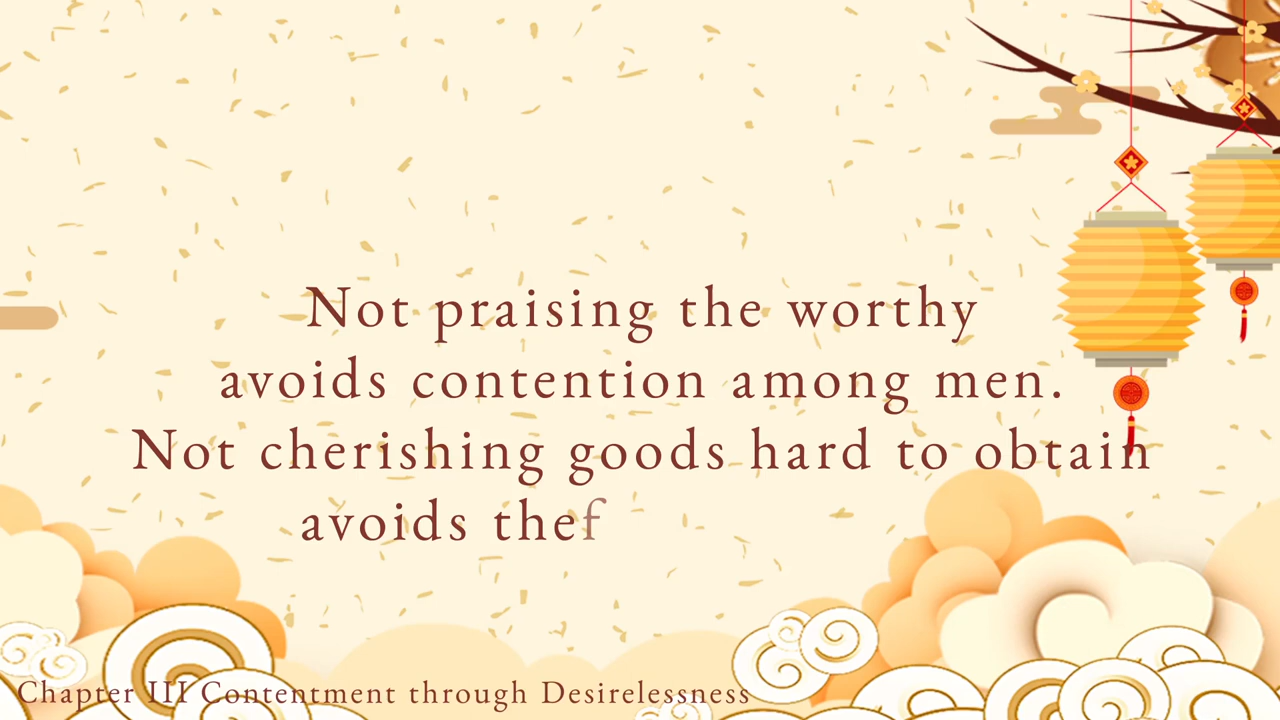 Not praising the worthy
avoids contention among men.
Not cherishing goods hard to obtain
avoids thef
Chapter III Contentment through Desirelessness